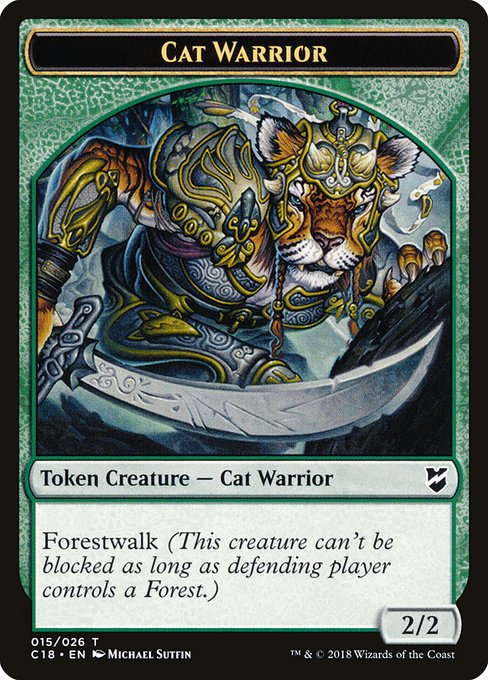 Cat Warrior
Token Creature — Cat Warrior
Forestwalk (This creature can't be
blocked as long as defending player
controls a Forest.)
2/2
015/026 T
C18 • EN Michael Sutfin
™ & © 2018 Wizards of the Coast